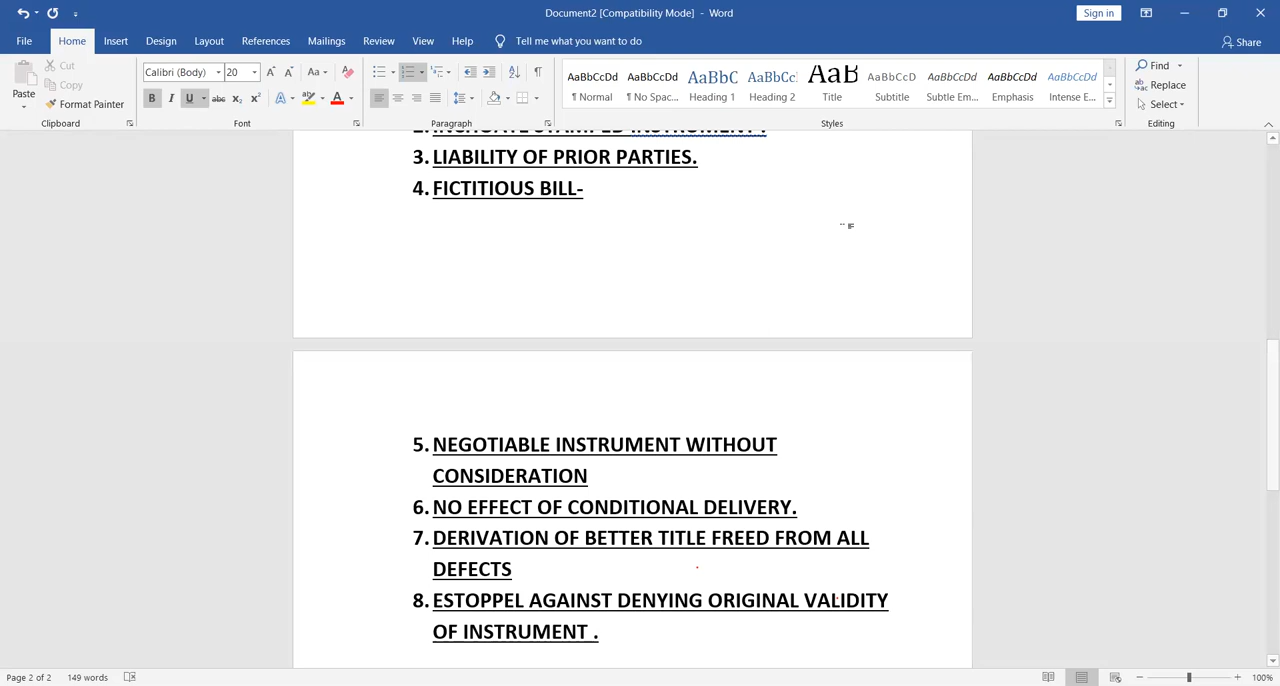 Document2 [Compatibility Mode] - Word
Sign in
File Home Insert Design Layout References Mailings Review View Help Tell me what you want to do
Share
Paste
Cut
Copy
Format Painter
Calibri (Body) 20
AaBbCcDd AaBbCcDd AaBbC AaBbCc AaB AaBbCcD AaBbCcDd AaBbCcDd AaBbCcDd
¶ Normal ¶ No Spac... Heading 1 Heading 2 Title Subtitle Subtle Em... Emphasis Intense E...
Find
Replace
Select
Clipboard Font Paragraph Styles Editing
2. INCHOATE STAMPED INSTRUMENT .
3. LIABILITY OF PRIOR PARTIES.
4. FICTITIOUS BILL-
5. NEGOTIABLE INSTRUMENT WITHOUT
CONSIDERATION
6. NO EFFECT OF CONDITIONAL DELIVERY.
7. DERIVATION OF BETTER TITLE FREED FROM ALL
DEFECTS
8. ESTOPPEL AGAINST DENYING ORIGINAL VALIDITY
OF INSTRUMENT .
Page 2 of 2 149 words
100%